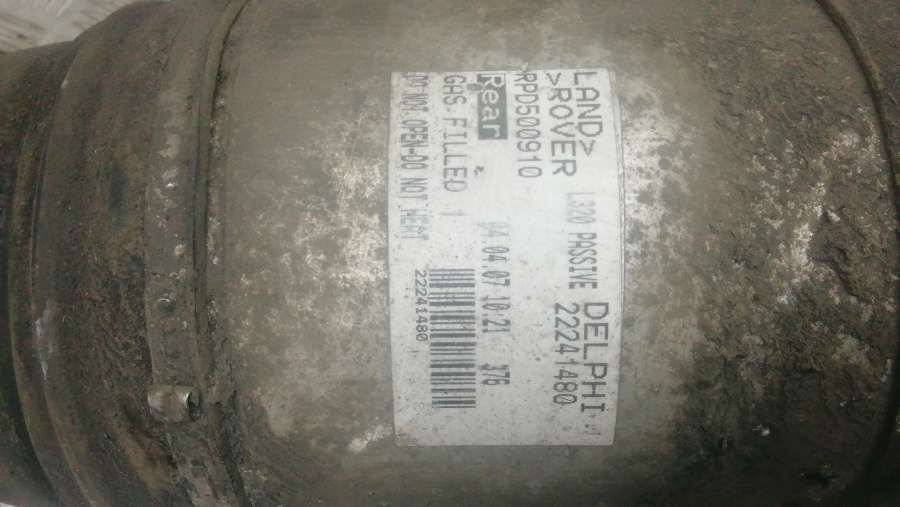 LAND>
>ROVER L320 PASSIVE DELPHI
RPD500910 22241480
Rear 04.04.07 10:21 376
GAS FILLED 1
DO NOT OPEN-DO NOT HEAT
22241480